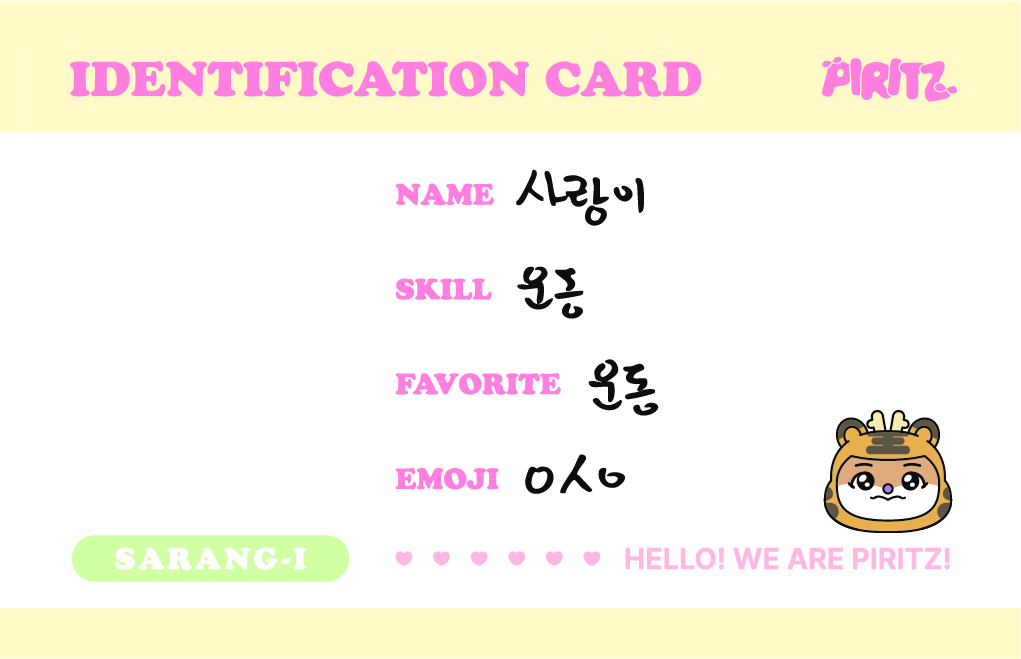 IDENTIFICATION CARD PIRITZ
NAME 사랑이
SKILL 운동
FAVORITE 운동
EMOJI ㅇㅅㅇ
SARANG-I HELLO! WE ARE PIRITZ!